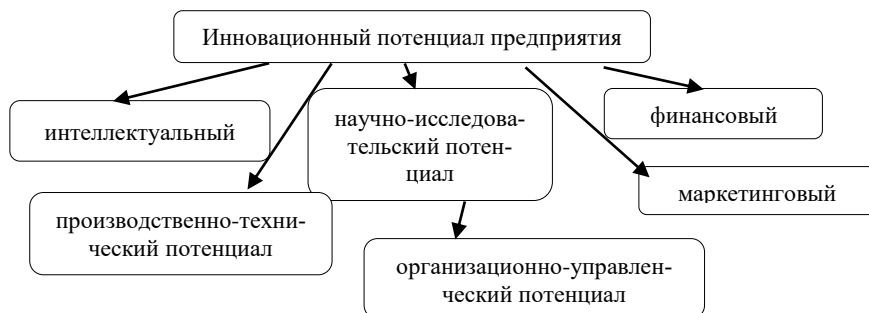 Инновационный потенциал предприятия
интеллектуальный
научно-исследова-
тельский потен-
циал
финансовый
производственно-техни-
ческий потенциал
маркетинговый
организационно-управлен-
ческий потенциал